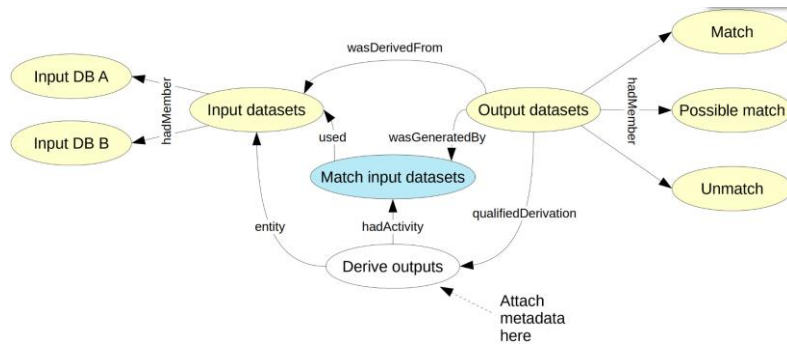 Match
wasDerivedFrom
Input DB A
hadMember
Input datasets
Output datasets
hadMember
Possible match
used
wasGeneratedBy
Input DB B
Match input datasets
Unmatch
qualifiedDerivation
entity
hadActivity
Derive outputs
Attach
metadata
here